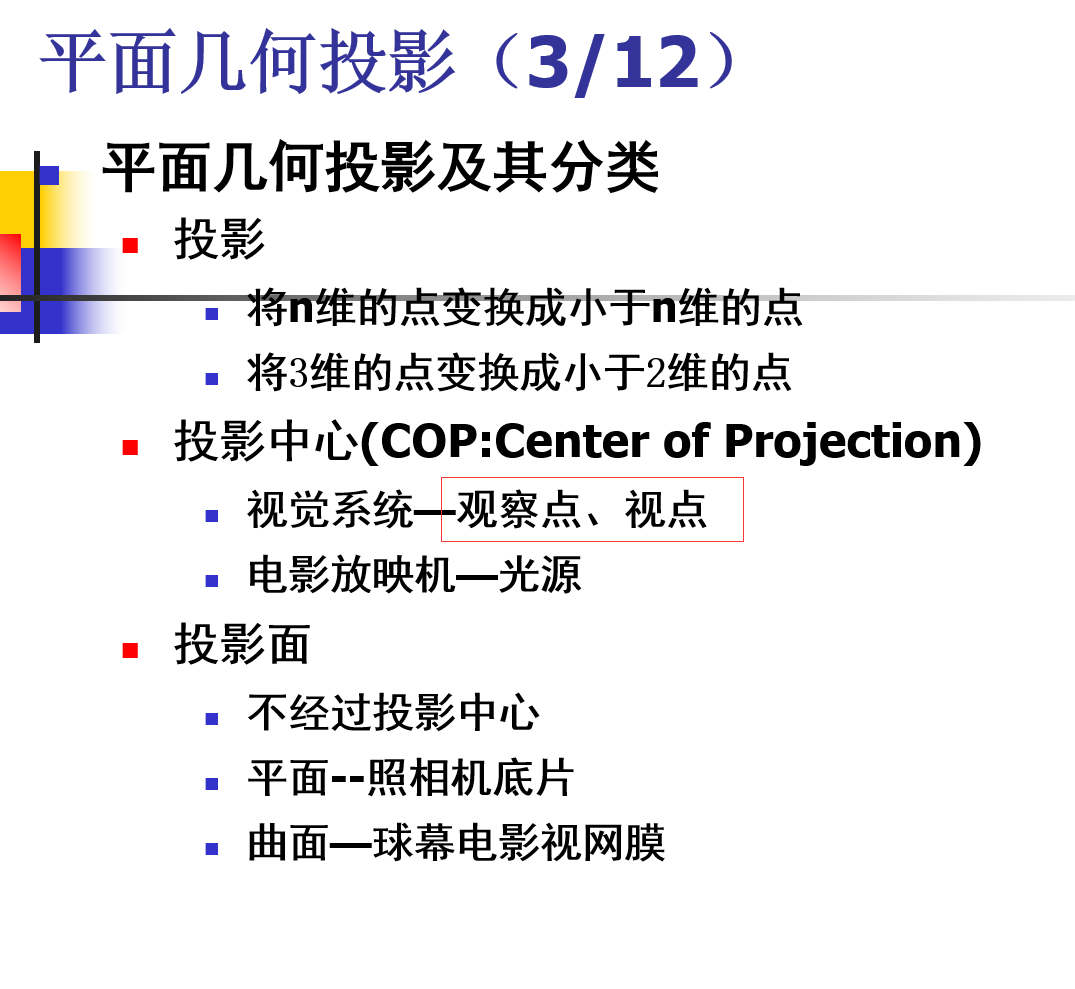 平面几何投影（3/12）
平面几何投影及其分类
投影
将n维的点变换成小于n维的点
将3维的点变换成小于2维的点
投影中心(COP:Center of Projection)
视觉系统—-观察点、视点
电影放映机—光源
投影面
不经过投影中心
平面--照相机底片
曲面—球幕电影视网膜